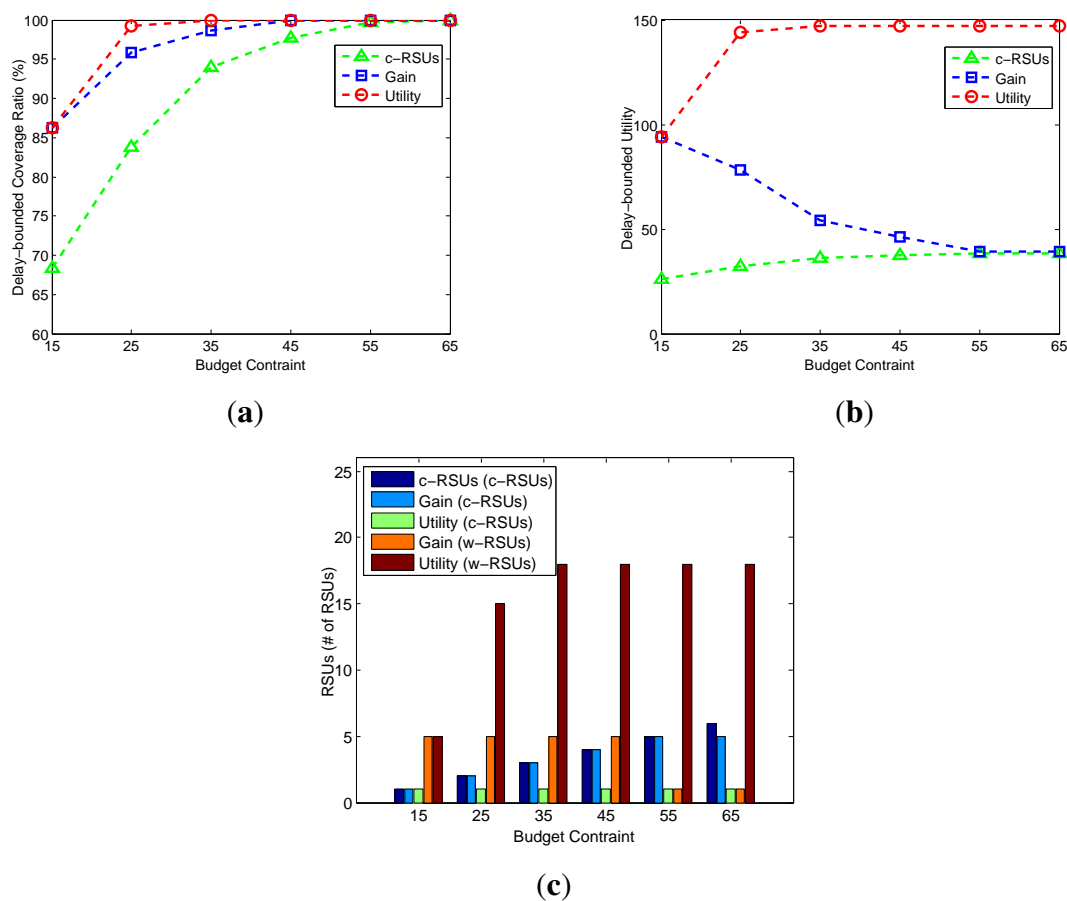 100
95
90
85
80
75
70
65
60
Delay−bounded Coverage Ratio (%)
c−RSUs
Gain
Utility
15 25 35 45 55 65
Budget Contraint
(a)
150
100
50
0
Delay−bounded Utility
c−RSUs
Gain
Utility
15 25 35 45 55 65
Budget Contraint
(b)
25
20
15
10
5
0
RSUs (# of RSUs)
c−RSUs (c−RSUs)
Gain (c−RSUs)
Utility (c−RSUs)
Gain (w−RSUs)
Utility (w−RSUs)
15 25 35 45 55 65
Budget Contraint
(c)